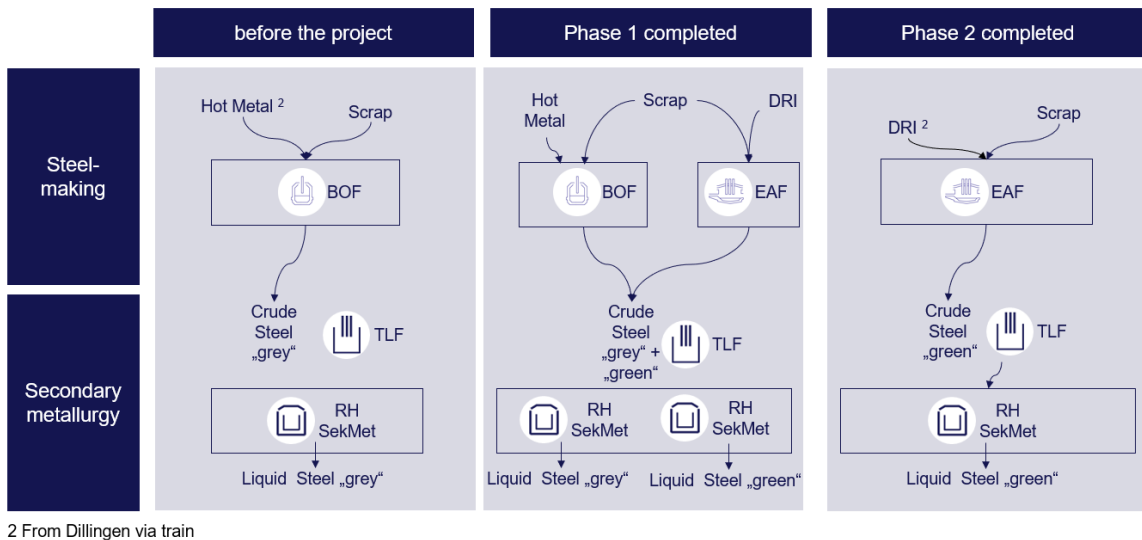 before the project
Phase 1 completed
Phase 2 completed
Steel-
making
Hot Metal ²
Scrap
BOF
Hot
Metal
Scrap
DRI
BOF
EAF
DRI ²
Scrap
EAF
Secondary
metallurgy
Crude
Steel
„grey“
TLF
RH
SekMet
Liquid Steel „grey“
Crude
Steel
„grey“ +
„green“
TLF
RH
SekMet
RH
SekMet
Liquid Steel „grey“
Liquid Steel „green“
Crude
Steel
„green“
TLF
RH
SekMet
Liquid Steel „green“
2 From Dillingen via train